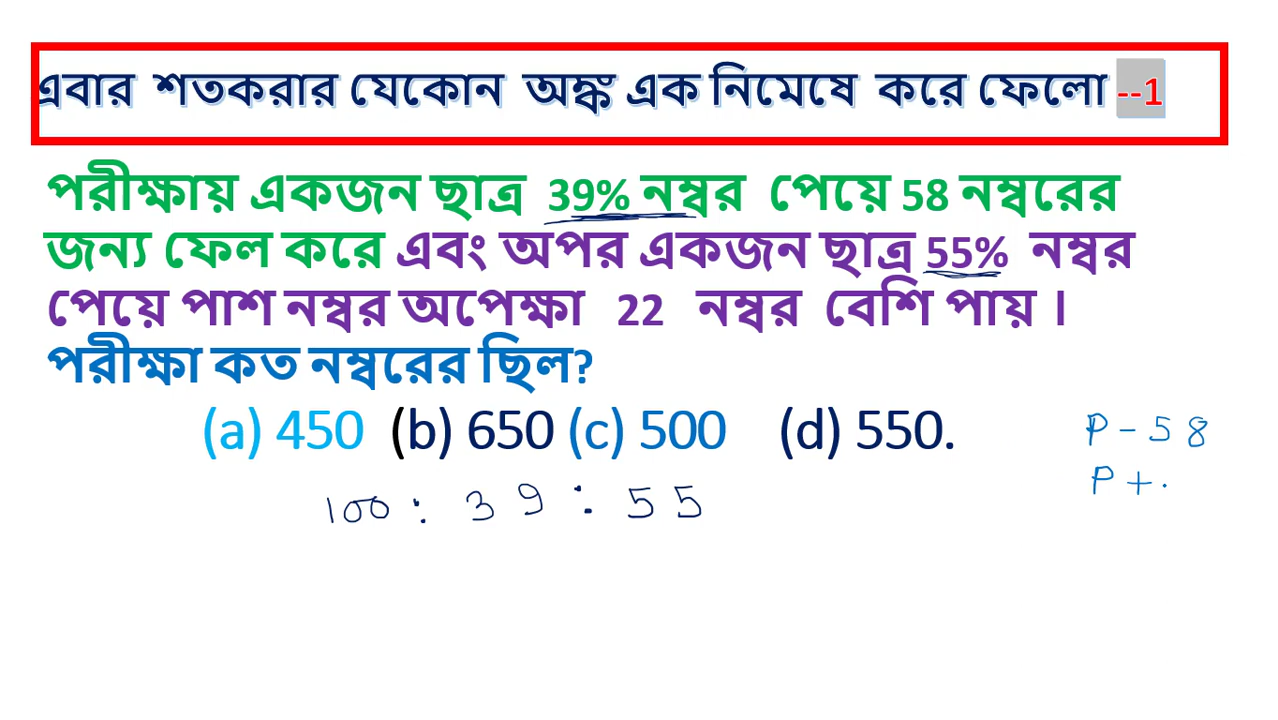 এবার শতকরার যেকোন অঙ্ক এক নিমেষে করে ফেলো --1
পরীক্ষায় একজন ছাত্র 39% নম্বর পেয়ে 58 নম্বরের
জন্য ফেল করে এবং অপর একজন ছাত্র 55% নম্বর
পেয়ে পাশ নম্বর অপেক্ষা 22 নম্বর বেশি পায় ।
পরীক্ষা কত নম্বরের ছিল?
(a) 450 (b) 650 (c) 500 (d) 550.
P - 58
P + .
100 : 39 : 55